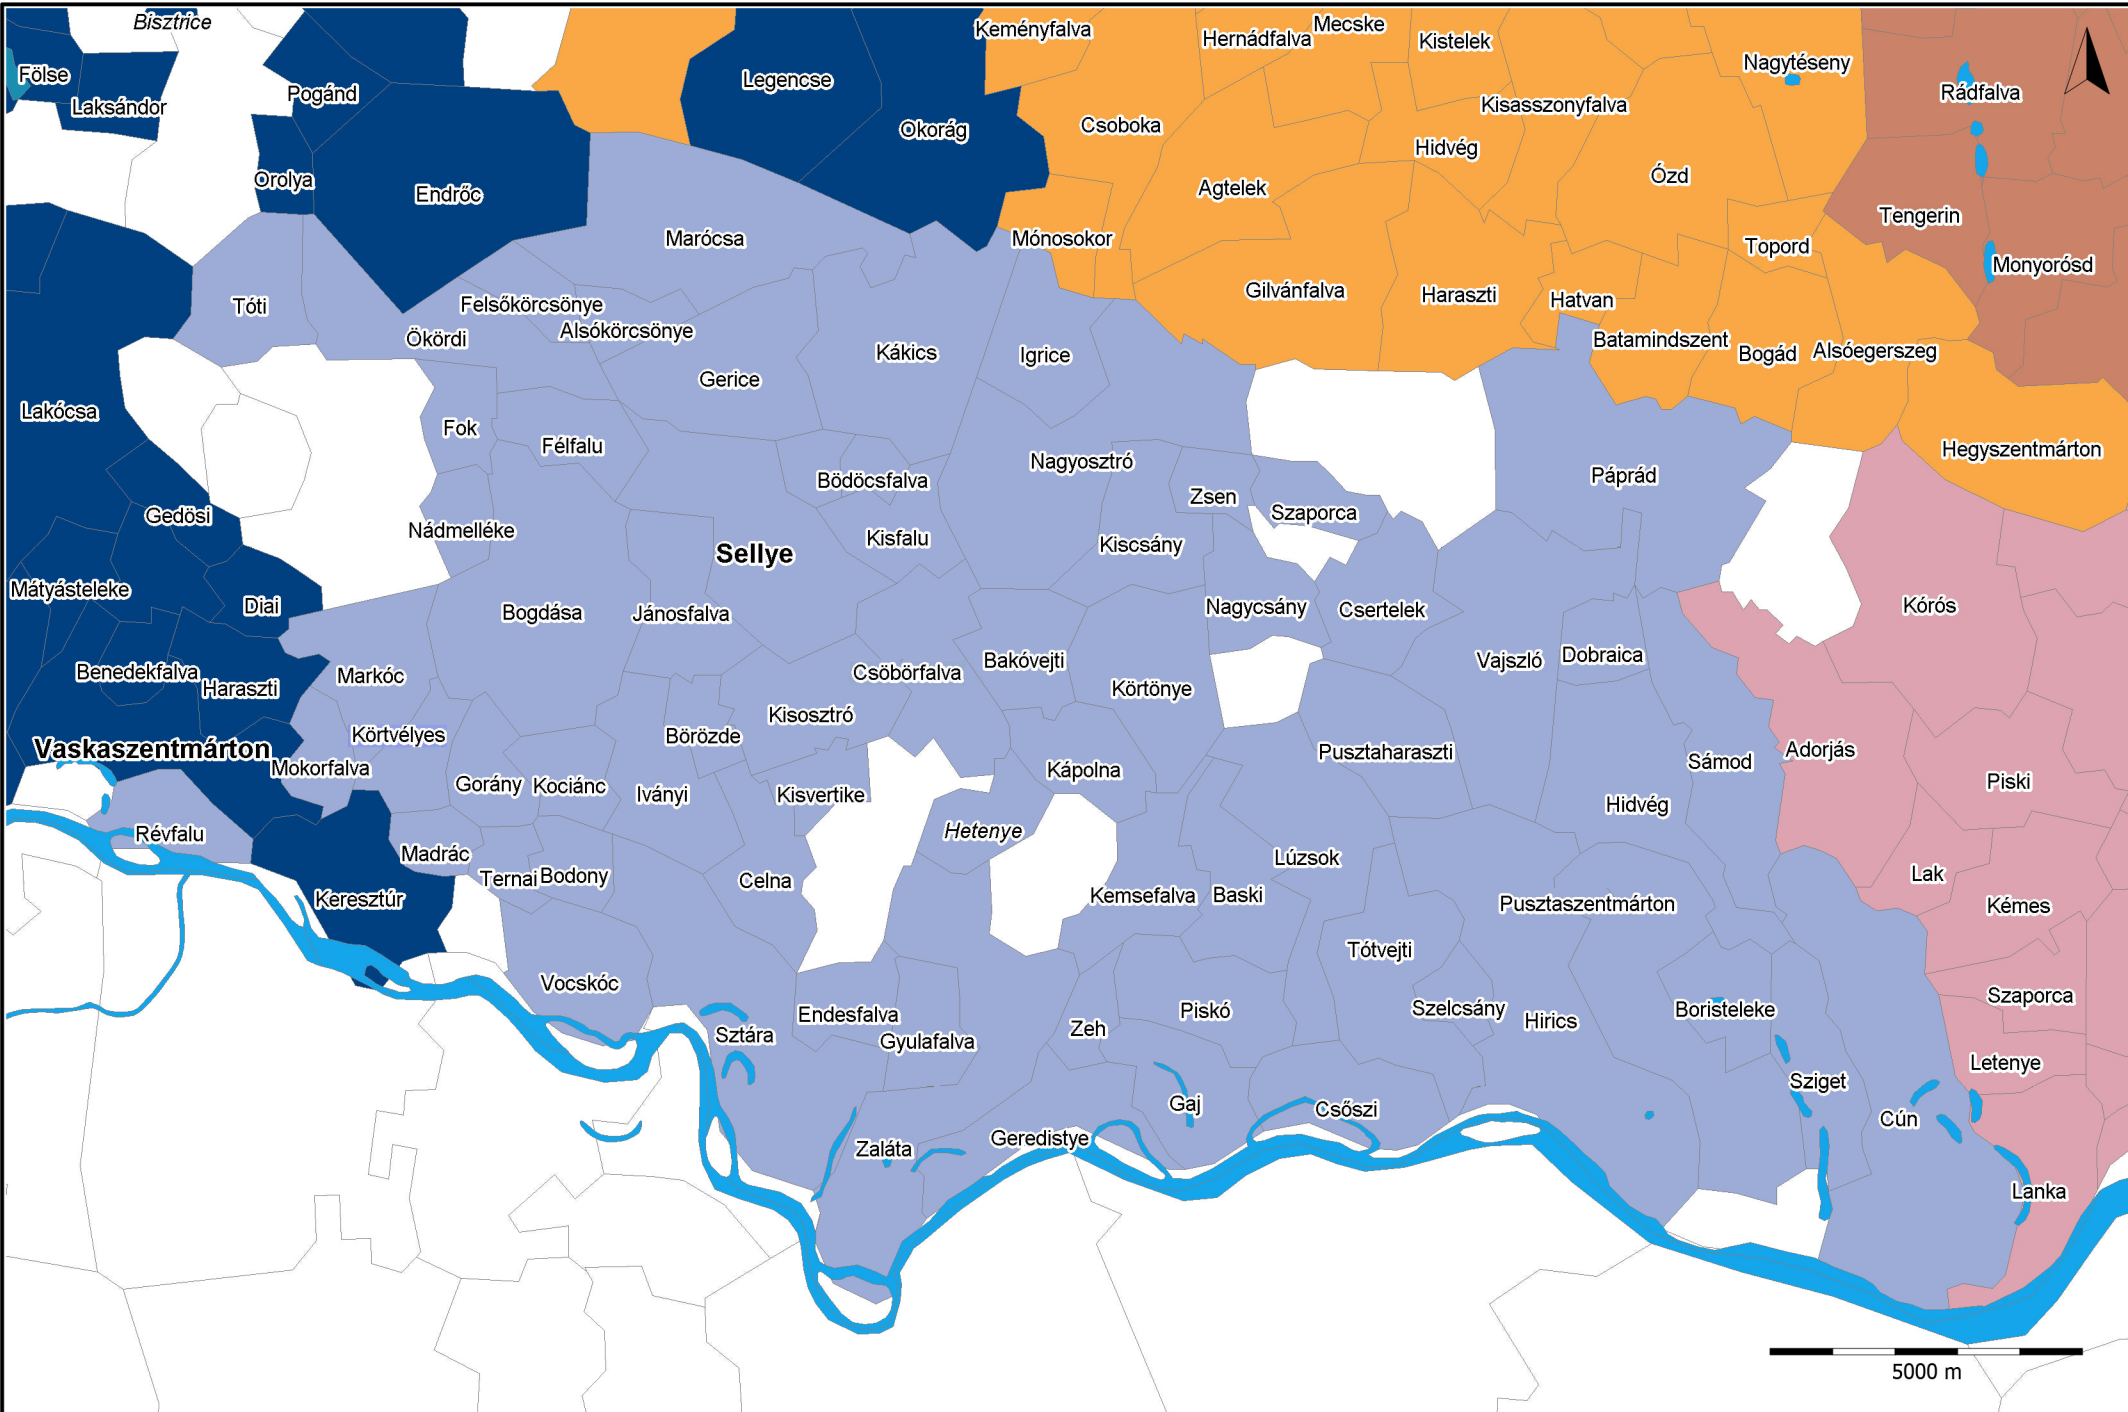 Bisztrice
Keményfalva
Mecske
Hernádfalva
Kistelek
Nagytéseny
Fölse
Laksándor
Pogánd
Legencse
Rádfalva
Kisasszonyfalva
Csoboka
Okorág
Hidvég
Orolya
Endrőc
Agtelek
Ózd
Tengerin
Marócsa
Mónosokor
Topord
Monyorósd
Tóti
Felsőkörcsönye
Gilvánfalva
Haraszti
Hatvan
Ökördi
Alsókörcsönye
Kákics
Igrice
Batamindszent
Bogád
Alsóegerszeg
Gerice
Lakócsa
Fok
Félfalu
Nagyosztró
Hegyszentmárton
Bödöcsfalva
Páprád
Zsen
Szaporca
Gedösi
Nádmelléke
Sellye
Kisfalu
Kiscsány
Mátyásteleke
Diai
Bogdása
Jánosfalva
Nagycsány
Csertelek
Kórós
Benedekfalva
Haraszti
Markóc
Csöbörfalva
Bakóvejti
Körtönye
Vajszló
Dobraica
Kisosztró
Körtvélyes
Börözde
Vaskaszentmárton
Mokorfalva
Pusztaharaszti
Sámod
Adorjás
Gorány
Kociánc
Iványi
Kisvertike
Kápolna
Piski
Hidvég
Révfalu
Hetenye
Madrác
Lúzsok
Ternai
Bodony
Celna
Lak
Keresztúr
Kemsefalva
Baski
Pusztaszentmárton
Kémes
Tótvejti
Vocskóc
Szaporca
Endesfalva
Piskó
Szelcsány
Hirics
Boristeleke
Sztára
Gyulafalva
Zeh
Letenye
Sziget
Gaj
Csőszi
Cún
Zaláta
Geredistye
Lanka
5000 m